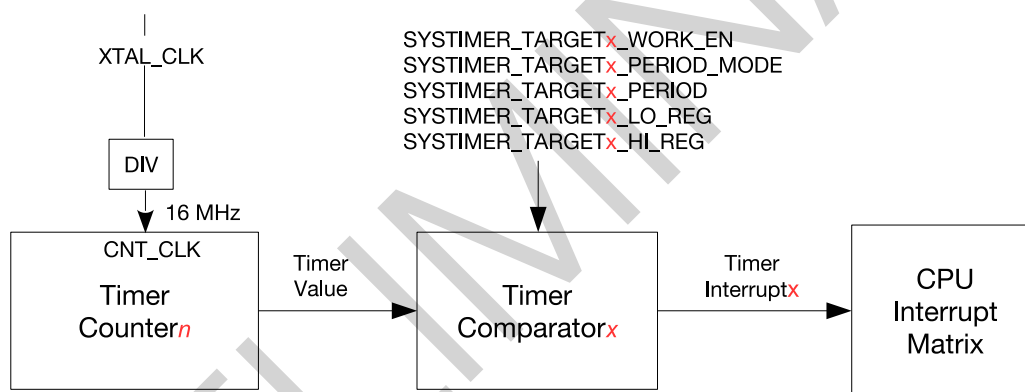 XTAL_CLK
SYSTIMER_TARGETx_WORK_EN
SYSTIMER_TARGETx_PERIOD_MODE
SYSTIMER_TARGETx_PERIOD
SYSTIMER_TARGETx_LO_REG
SYSTIMER_TARGETx_HI_REG
DIV
16 MHz
CNT_CLK
Timer
Countern
Timer
Value
Timer
Comparatorx
Timer
Interruptx
CPU
Interrupt
Matrix